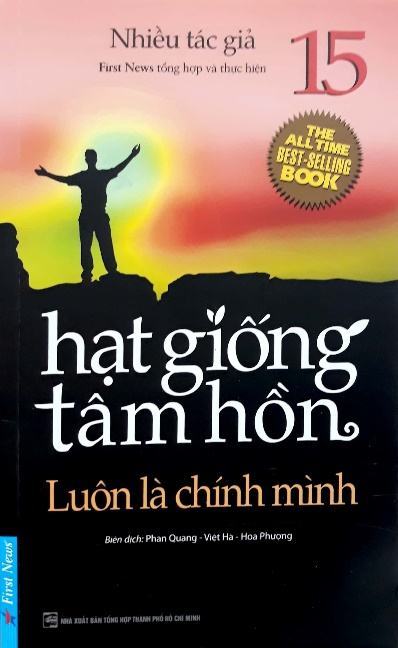 Nhiều tác giả
First News tổng hợp và thực hiện
15
THE
ALL TIME
BEST-SELLING
BOOK
hạt giống
tâm hồn
Luôn là chính mình
Biên dịch: Phan Quang - Việt Hà - Hoa Phượng
First News
NHÀ XUẤT BẢN TỔNG HỢP THÀNH PHỐ HỒ CHÍ MINH